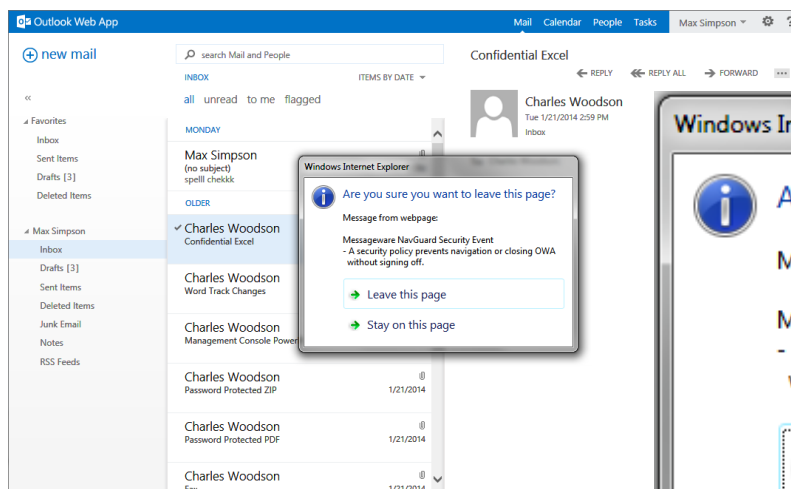 Outlook Web App
Mail Calendar People Tasks Max Simpson ?
new mail
search Mail and People
INBOX ITEMS BY DATE
all unread to me flagged
Favorites
Inbox
Sent Items
Drafts [3]
Deleted Items
Max Simpson
Inbox
Drafts [3]
Sent Items
Deleted Items
Junk Email
Notes
RSS Feeds
MONDAY
Max Simpson
(no subject)
spelll chekkk
OLDER
Charles Woodson
Confidential Excel
Charles Woodson
Word Track Changes
Charles Woodson
Management Console Power
Charles Woodson
Password Protected ZIP 1/21/2014
Charles Woodson
Password Protected PDF 1/21/2014
Charles Woodson
1/21/2014
Confidential Excel
REPLY REPLY ALL FORWARD ...
Charles Woodson
Tue 1/21/2014 2:59 PM
Inbox
Windows Internet Explorer
Are you sure you want to leave this page?
Message from webpage:
Messageware NavGuard Security Event
- A security policy prevents navigation or closing OWA
without signing off.
Leave this page
Stay on this page
Windows In
A
M
M
-